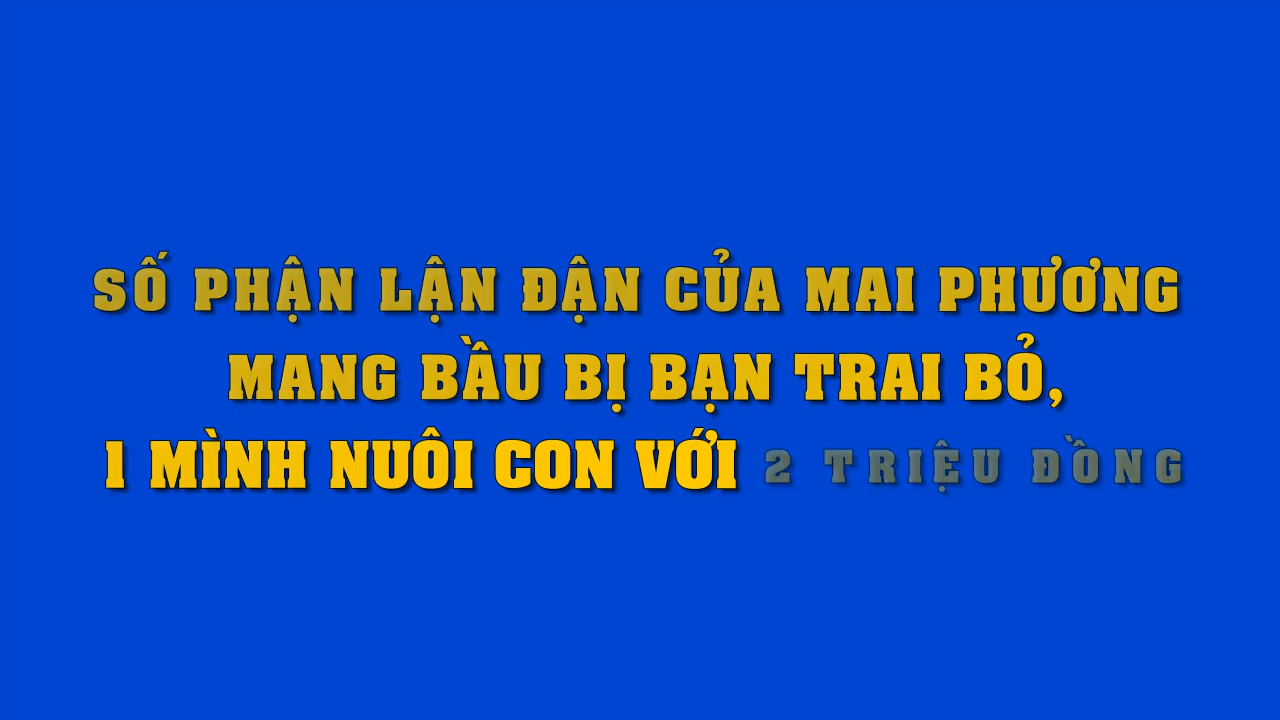 SỐ PHẬN LẬN ĐẬN CỦA MAI PHƯƠNG
MANG BẦU BỊ BẠN TRAI BỎ,
1 MÌNH NUÔI CON VỚI 2 TRIỆU ĐỒNG